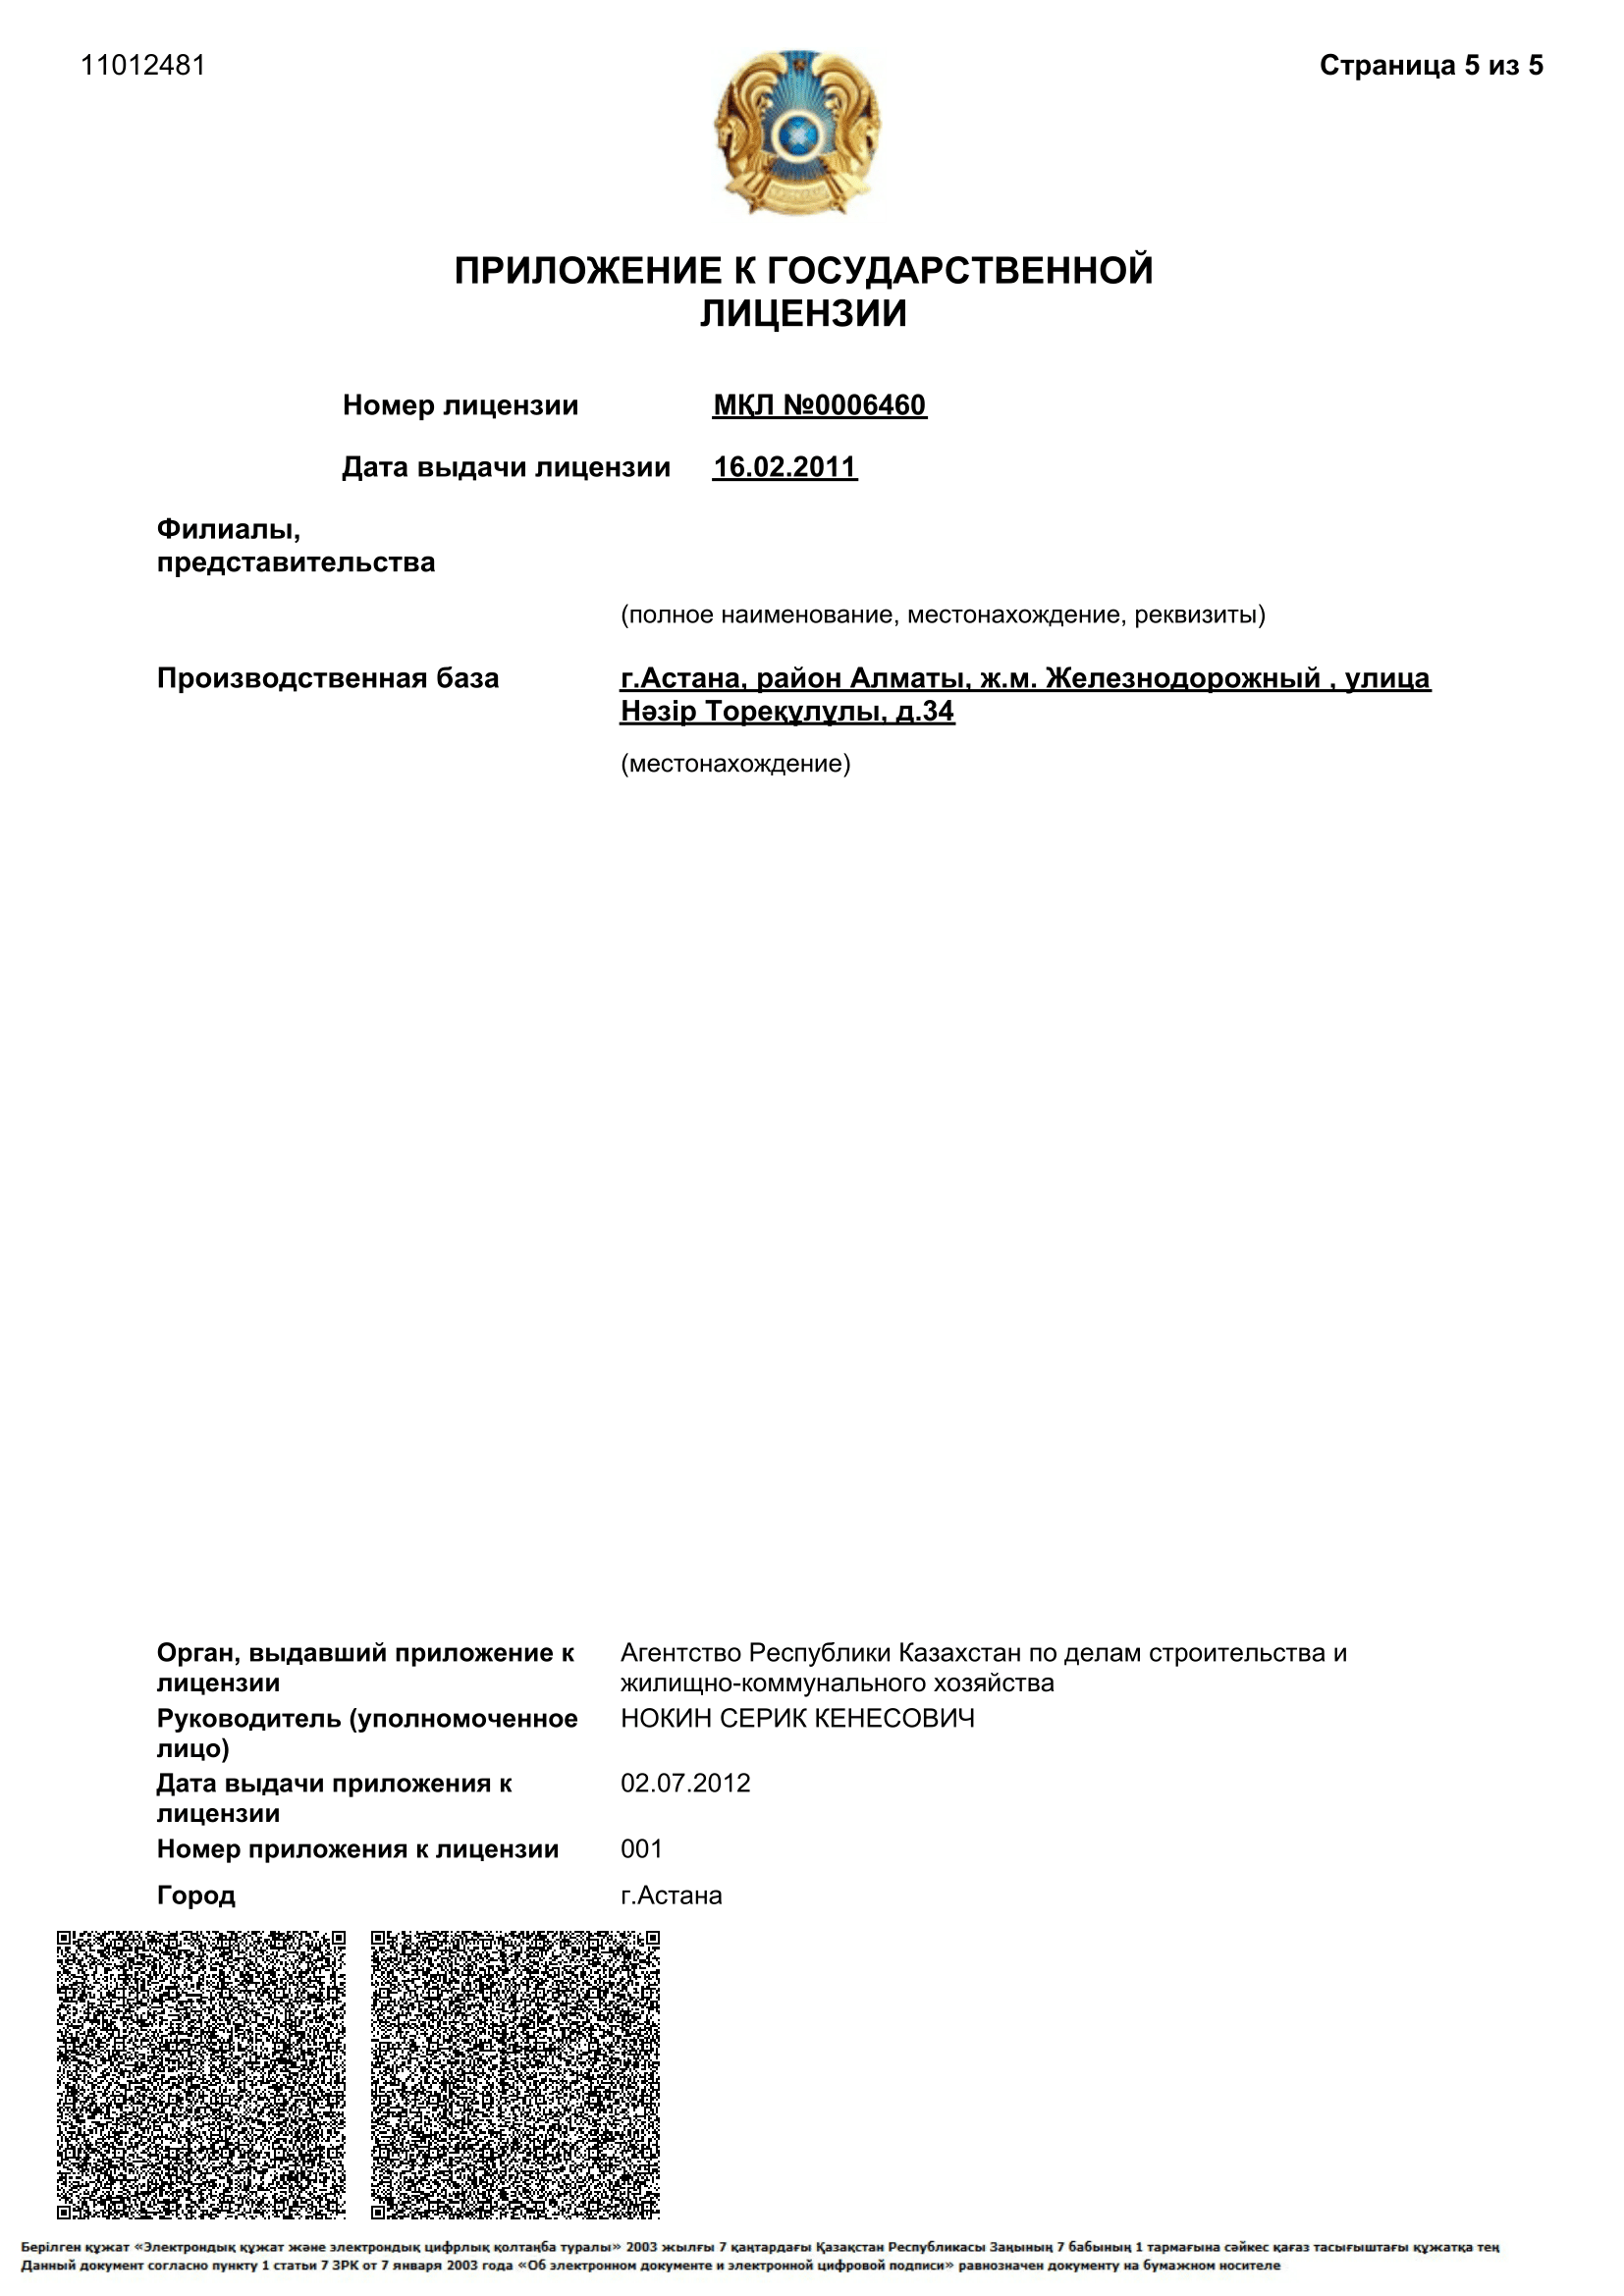 11012481
Страница 5 из 5
ПРИЛОЖЕНИЕ К ГОСУДАРСТВЕННОЙ
ЛИЦЕНЗИИ
Номер лицензии МҚЛ №0006460
Дата выдачи лицензии 16.02.2011
Филиалы,
представительства
(полное наименование, местонахождение, реквизиты)
Производственная база г.Астана, район Алматы, ж.м. Железнодорожный , улица
Нәзір Тореқұлұлы, д.34
(местонахождение)
Орган, выдавший приложение к Агентство Республики Казахстан по делам строительства и
лицензии жилищно-коммунального хозяйства
Руководитель (уполномоченное НОКИН СЕРИК КЕНЕСОВИЧ
лицо)
Дата выдачи приложения к 02.07.2012
лицензии
Номер приложения к лицензии 001
Город г.Астана
Берілген құжат «Электрондық құжат және электрондық цифрлық қолтаңба туралы» 2003 жылғы 7 қаңтардағы Қазақстан Республикасы Заңының 7 бабының 1 тармағына сәйкес қағаз тасығыштағы құжатқа тең
Данный документ согласно пункту 1 статьи 7 ЗРК от 7 января 2003 года «Об электронном документе и электронной цифровой подписи» равнозначен документу на бумажном носителе